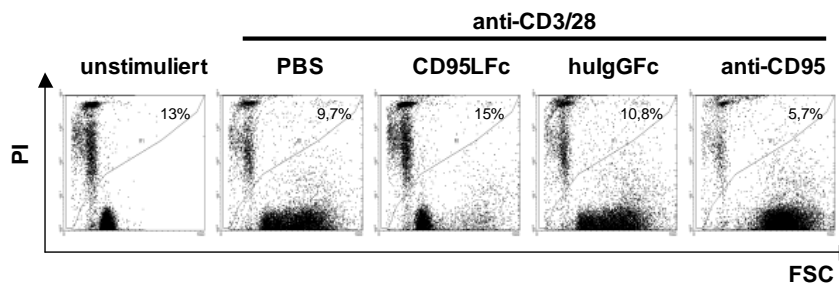 anti-CD3/28
unstimuliert PBS CD95LFc huIgGFc anti-CD95
13% 9,7% 15% 10,8% 5,7%
PI
FSC